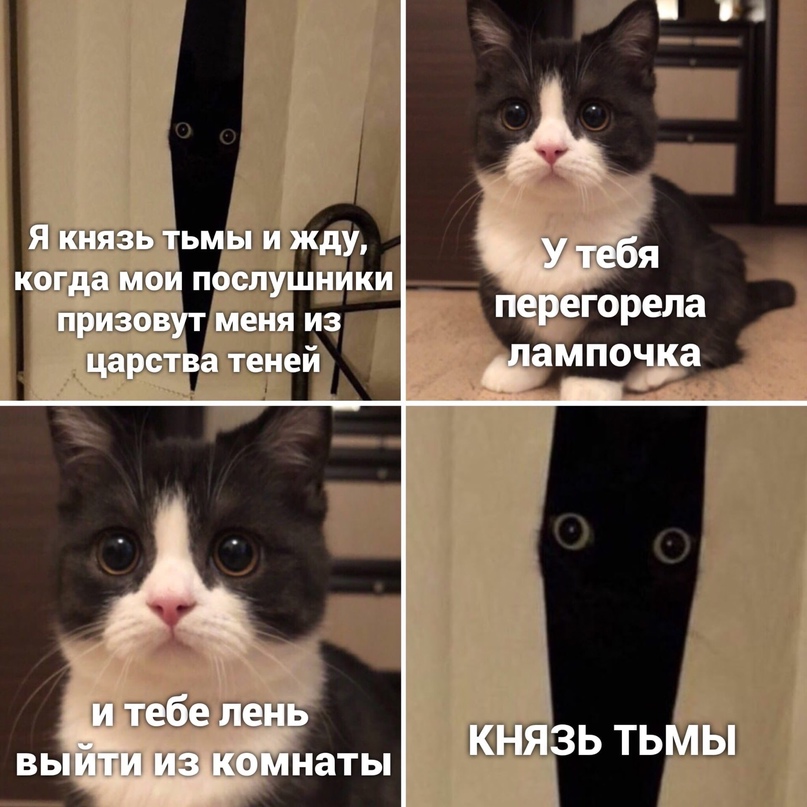 Я князь тьмы и жду,
когда мои послушники
призовут меня из
царства теней
У тебя
перегорела
лампочка
и тебе лень
выйти из комнаты
КНЯЗЬ ТЬМЫ